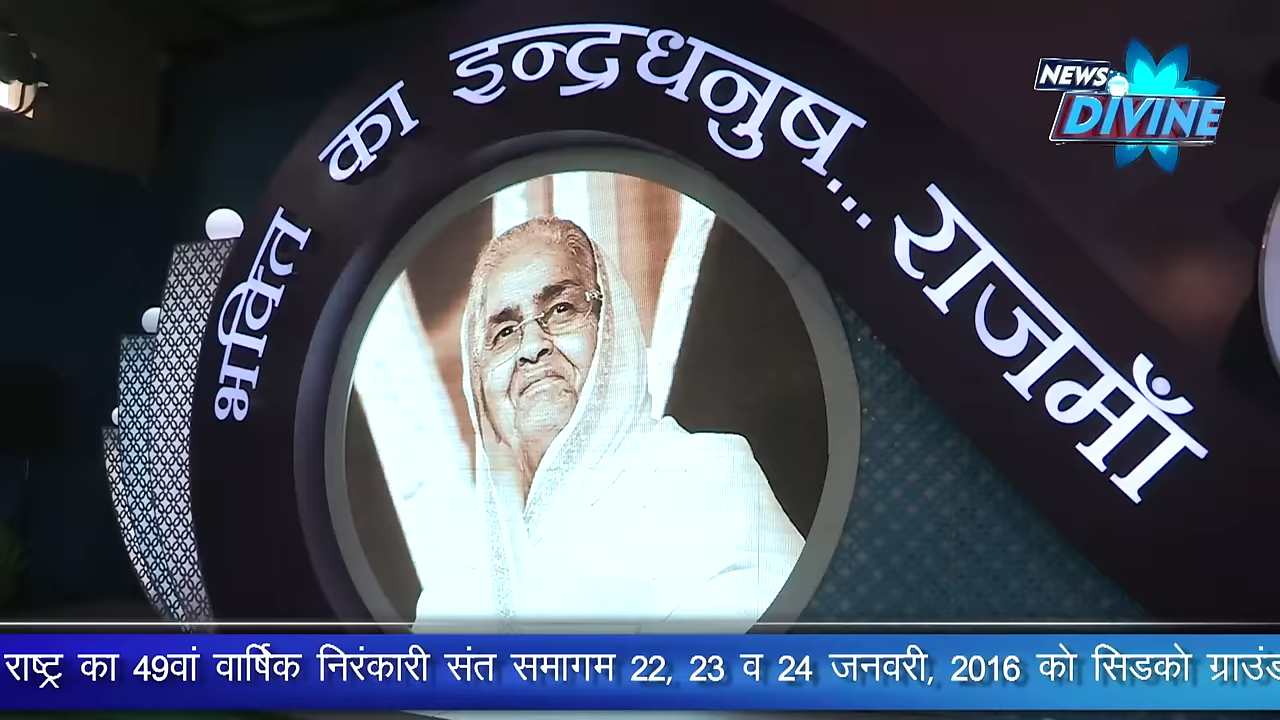 भक्ति का इन्द्रधनुष... राजमाँ
NEWS
DIVINE
राष्ट्र का 49वां वार्षिक निरंकारी संत समागम 22, 23 व 24 जनवरी, 2016 को सिडको ग्राउंड